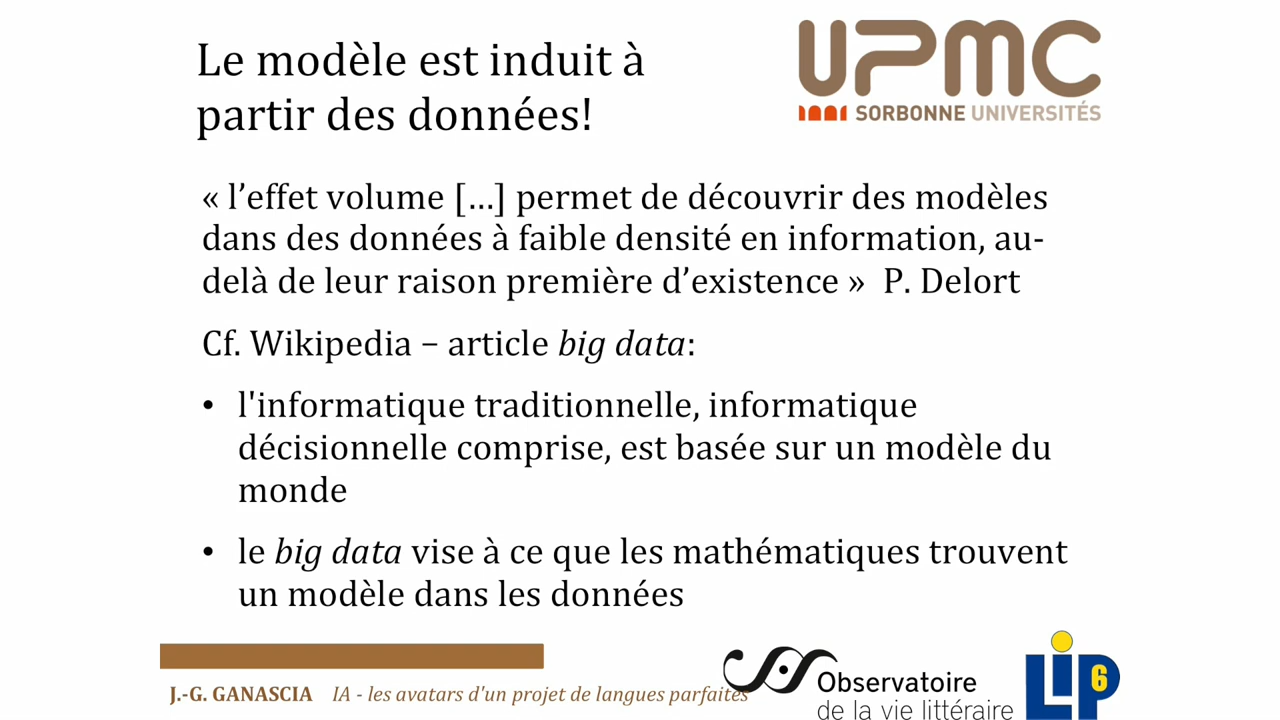 Le modèle est induit à
partir des données!
UPMC
SORBONNE UNIVERSITÉS
« l’effet volume […] permet de découvrir des modèles
dans des données à faible densité en information, au-
delà de leur raison première d’existence » P. Delort
Cf. Wikipedia – article big data:
• l'informatique traditionnelle, informatique
décisionnelle comprise, est basée sur un modèle du
monde
• le big data vise à ce que les mathématiques trouvent
un modèle dans les données
J.-G. GANASCIA IA - les avatars d'un projet de langues parfaites
Observatoire
de la vie littéraire
LIP6